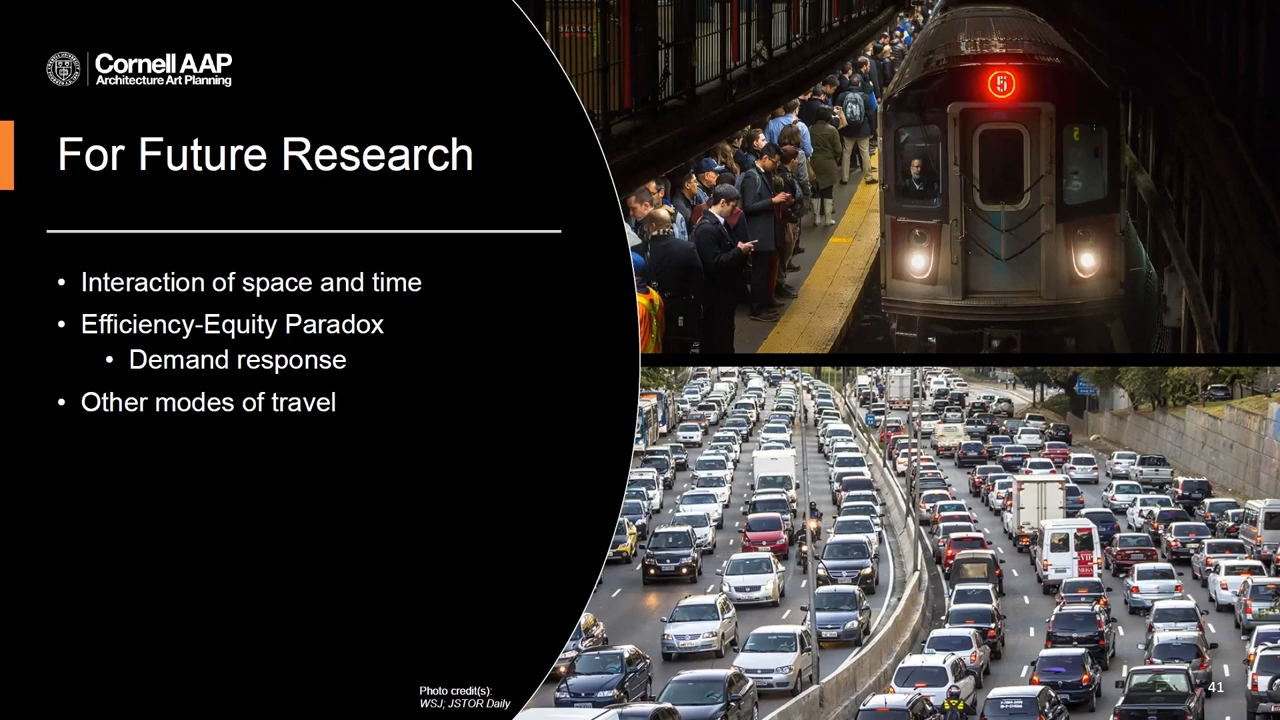 Cornell AAP
Architecture Art Planning
For Future Research
• Interaction of space and time
• Efficiency-Equity Paradox
• Demand response
• Other modes of travel
Photo credit(s):
WSJ; JSTOR Daily
5
41